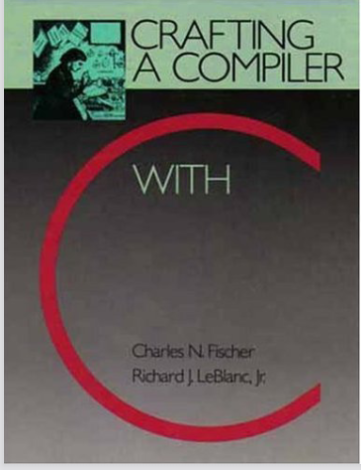 CRAFTING
A COMPILER
WITH
C
Charles N. Fischer
Richard J. LeBlanc, Jr.